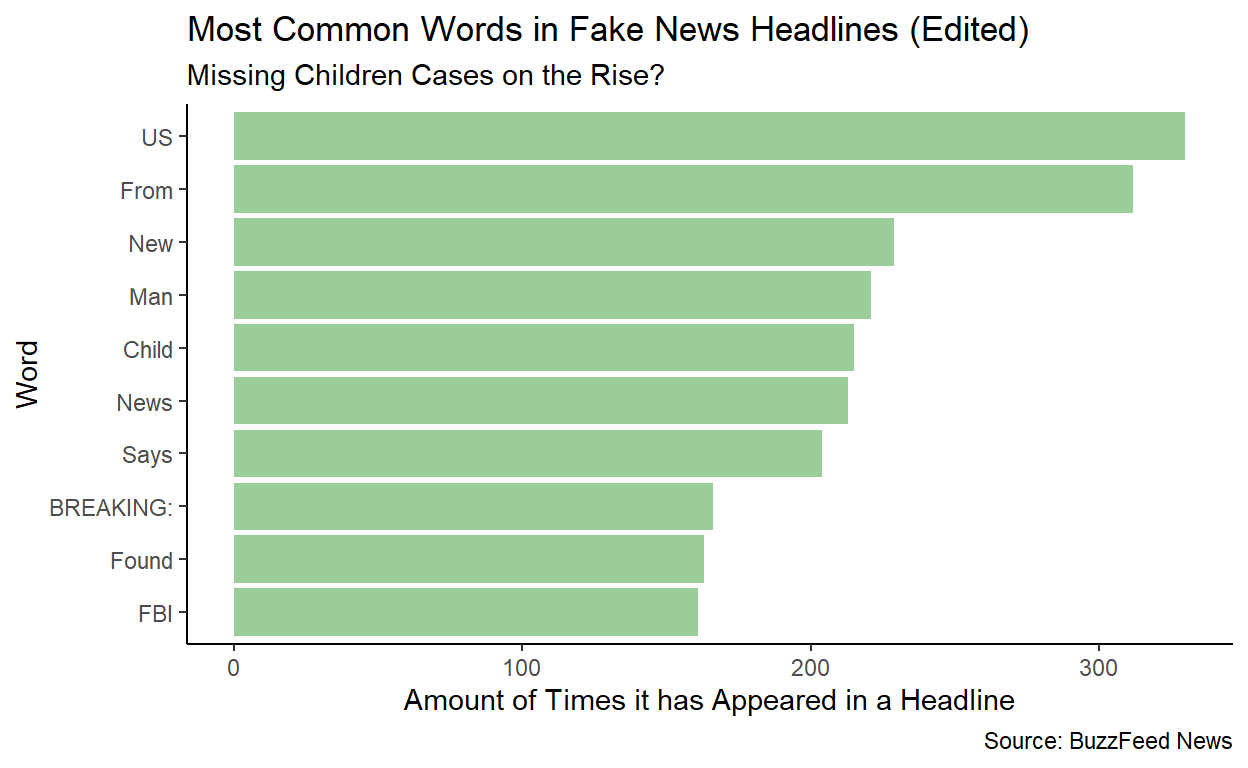 Most Common Words in Fake News Headlines (Edited)
Missing Children Cases on the Rise?
Word
US
From
New
Man
Child
News
Says
BREAKING:
Found
FBI
0 100 200 300
Amount of Times it has Appeared in a Headline
Source: BuzzFeed News